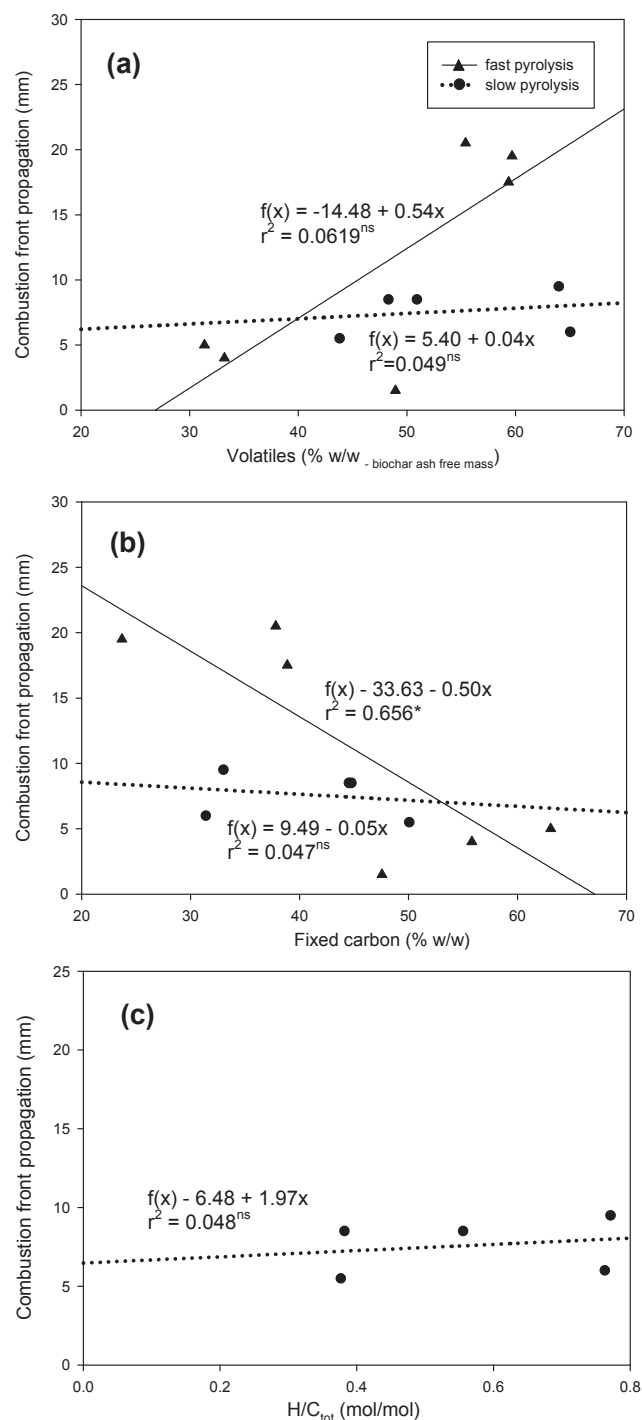 (a)
fast pyrolysis
slow pyrolysis
30
25
20
15
10
5
0
Combustion front propagation (mm)
f(x) = -14.48 + 0.54x
r² = 0.0619ⁿˢ
f(x) = 5.40 + 0.04x
r²=0.049ⁿˢ
20 30 40 50 60 70
Volatiles (% w/w - biochar ash free mass)
(b)
30
25
20
15
10
5
0
Combustion front propagation (mm)
f(x) - 33.63 - 0.50x
r² = 0.656*
f(x) = 9.49 - 0.05x
r² = 0.047ⁿˢ
20 30 40 50 60 70
Fixed carbon (% w/w)
(c)
25
20
15
10
5
0
Combustion front propagation (mm)
f(x) - 6.48 + 1.97x
r² = 0.048ⁿˢ
0.0 0.2 0.4 0.6 0.8
H/Ctot (mol/mol)